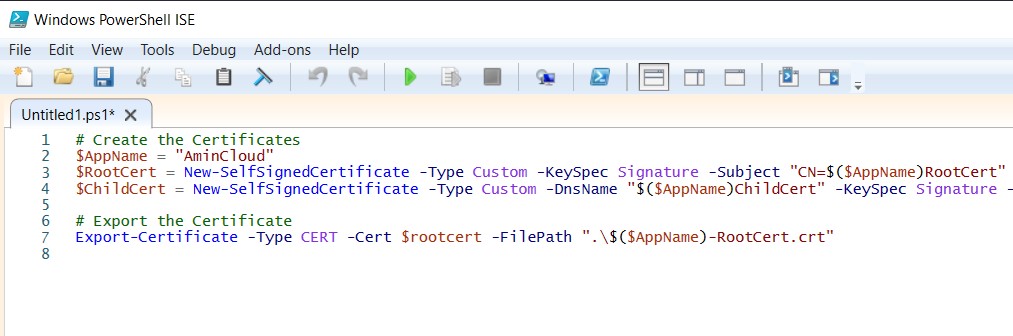 Windows PowerShell ISE
File Edit View Tools Debug Add-ons Help
Untitled1.ps1* X
1 # Create the Certificates
2 $AppName = "AminCloud"
3 $RootCert = New-SelfSignedCertificate -Type Custom -KeySpec Signature -Subject "CN=$($AppName)RootCert"
4 $ChildCert = New-SelfSignedCertificate -Type Custom -DnsName "$($AppName)ChildCert" -KeySpec Signature -
5
6 # Export the Certificate
7 Export-Certificate -Type CERT -Cert $rootcert -FilePath ".\$($AppName)-RootCert.crt"
8